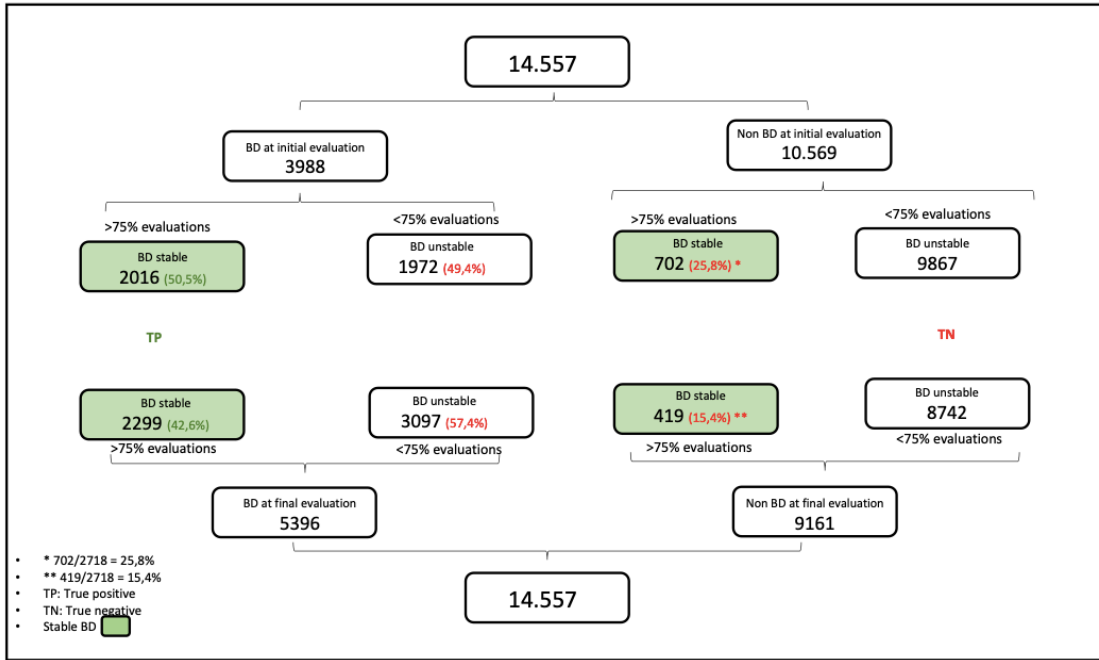 14.557
BD at initial evaluation
3988
Non BD at initial evaluation
10.569
>75% evaluations
<75% evaluations
>75% evaluations
<75% evaluations
BD stable
2016 (50,5%)
BD unstable
1972 (49,4%)
BD stable
702 (25,8%) *
BD unstable
9867
TP
TN
BD stable
2299 (42,6%)
BD unstable
3097 (57,4%)
BD stable
419 (15,4%) **
BD unstable
8742
>75% evaluations
<75% evaluations
>75% evaluations
<75% evaluations
BD at final evaluation
5396
Non BD at final evaluation
9161
14.557
• * 702/2718 = 25,8%
• ** 419/2718 = 15,4%
• TP: True positive
• TN: True negative
• Stable BD